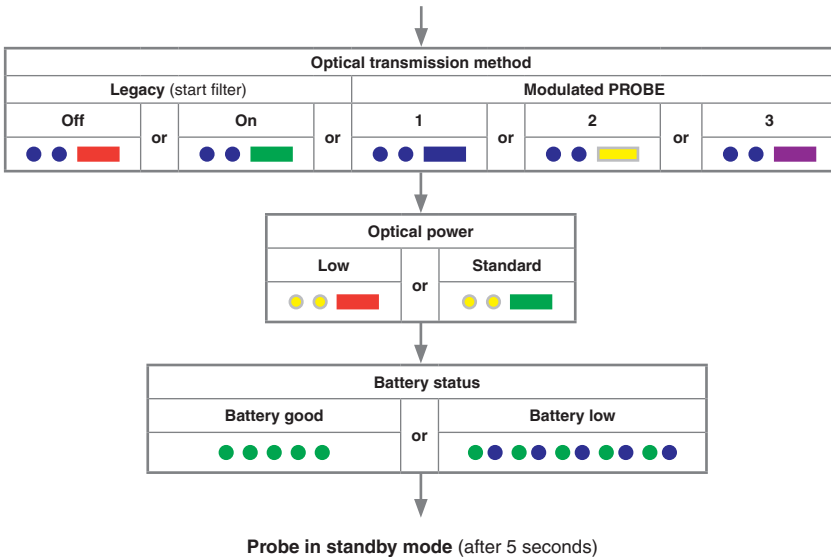 Optical transmission method
Legacy (start filter) Modulated PROBE
Off or On or 1 or 2 or 3
Optical power
Low or Standard
Battery status
Battery good or Battery low
Probe in standby mode (after 5 seconds)